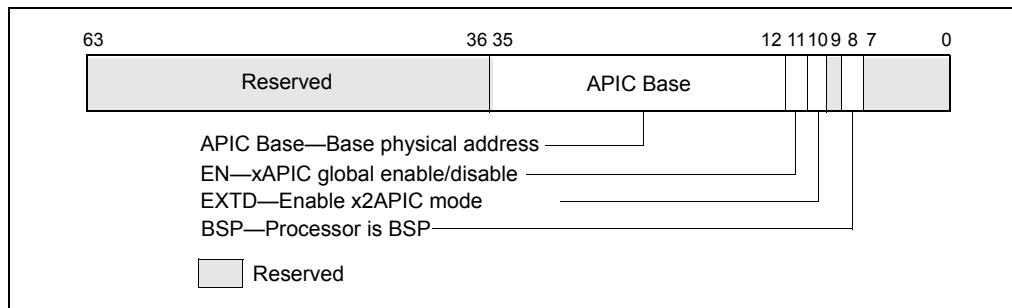 63 36 35 12 11 10 9 8 7 0
Reserved APIC Base
APIC Base—Base physical address
EN—xAPIC global enable/disable
EXTD—Enable x2APIC mode
BSP—Processor is BSP
Reserved